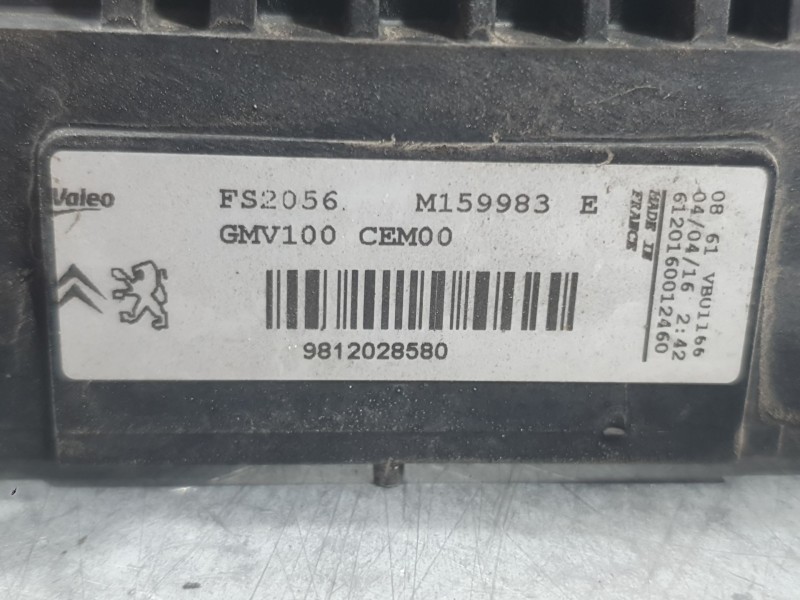 Valeo
FS2056. M159983 E
GMV100 CEM00
9812028580
08 61 VBU1166
04/04/16 2:42
6120160012460
MADE IN
FRANCE